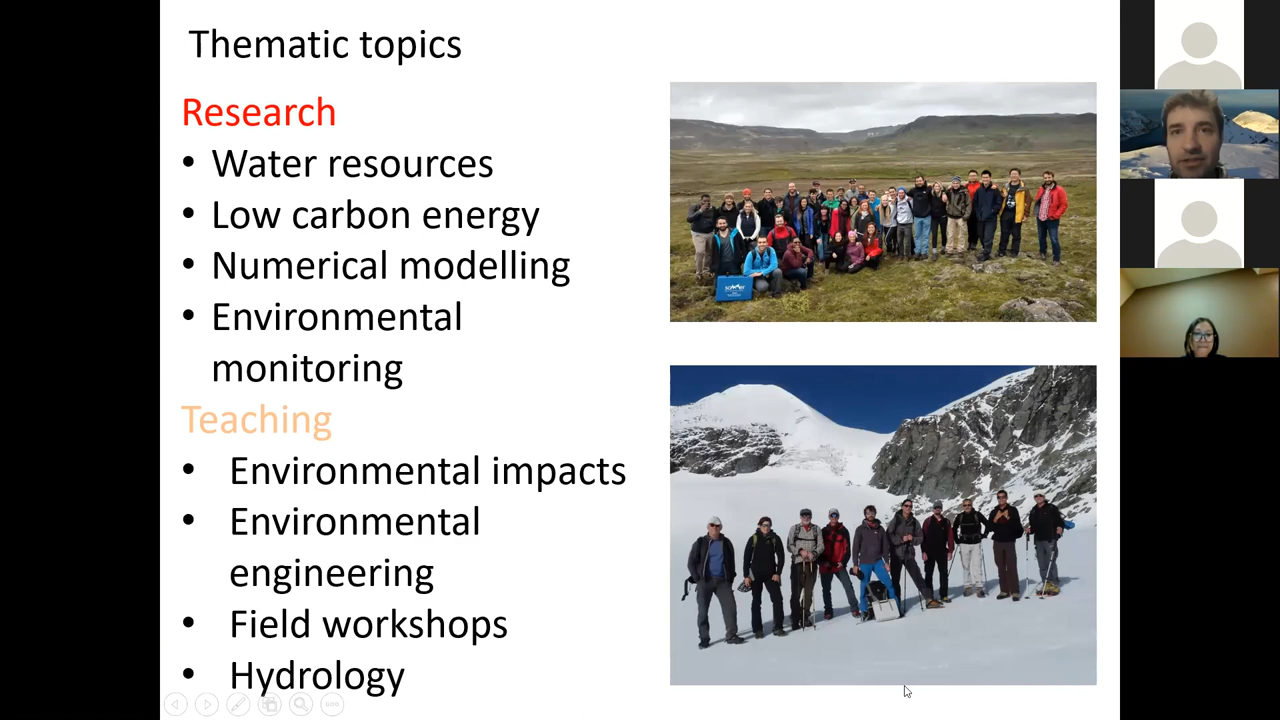 Thematic topics
Research
• Water resources
• Low carbon energy
• Numerical modelling
• Environmental
monitoring
Teaching
• Environmental impacts
• Environmental
engineering
• Field workshops
• Hydrology